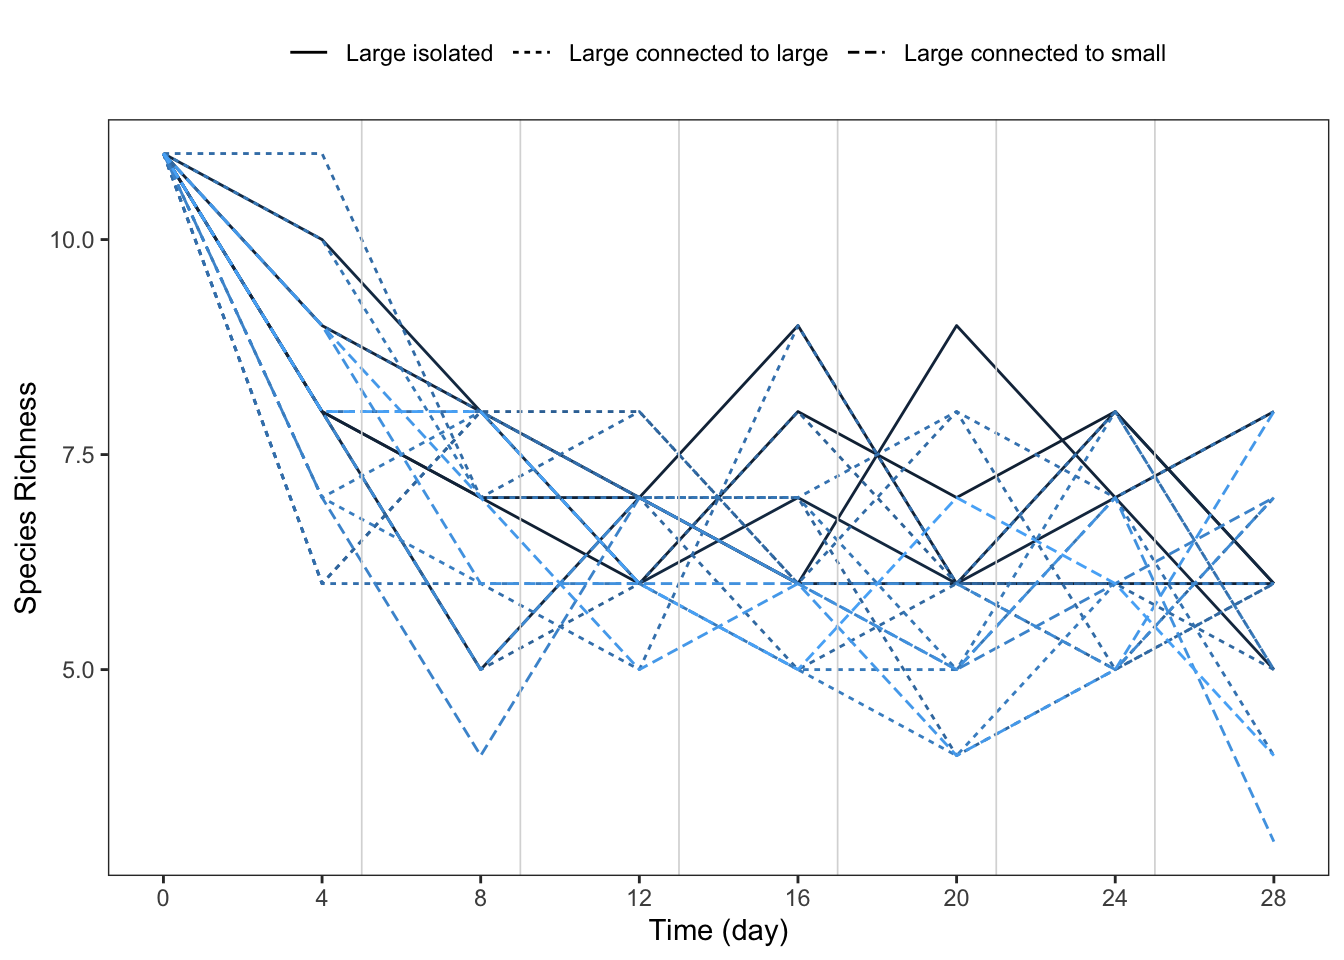 Large isolated Large connected to large Large connected to small
Species Richness
10.0
7.5
5.0
0 4 8 12 16 20 24 28
Time (day)